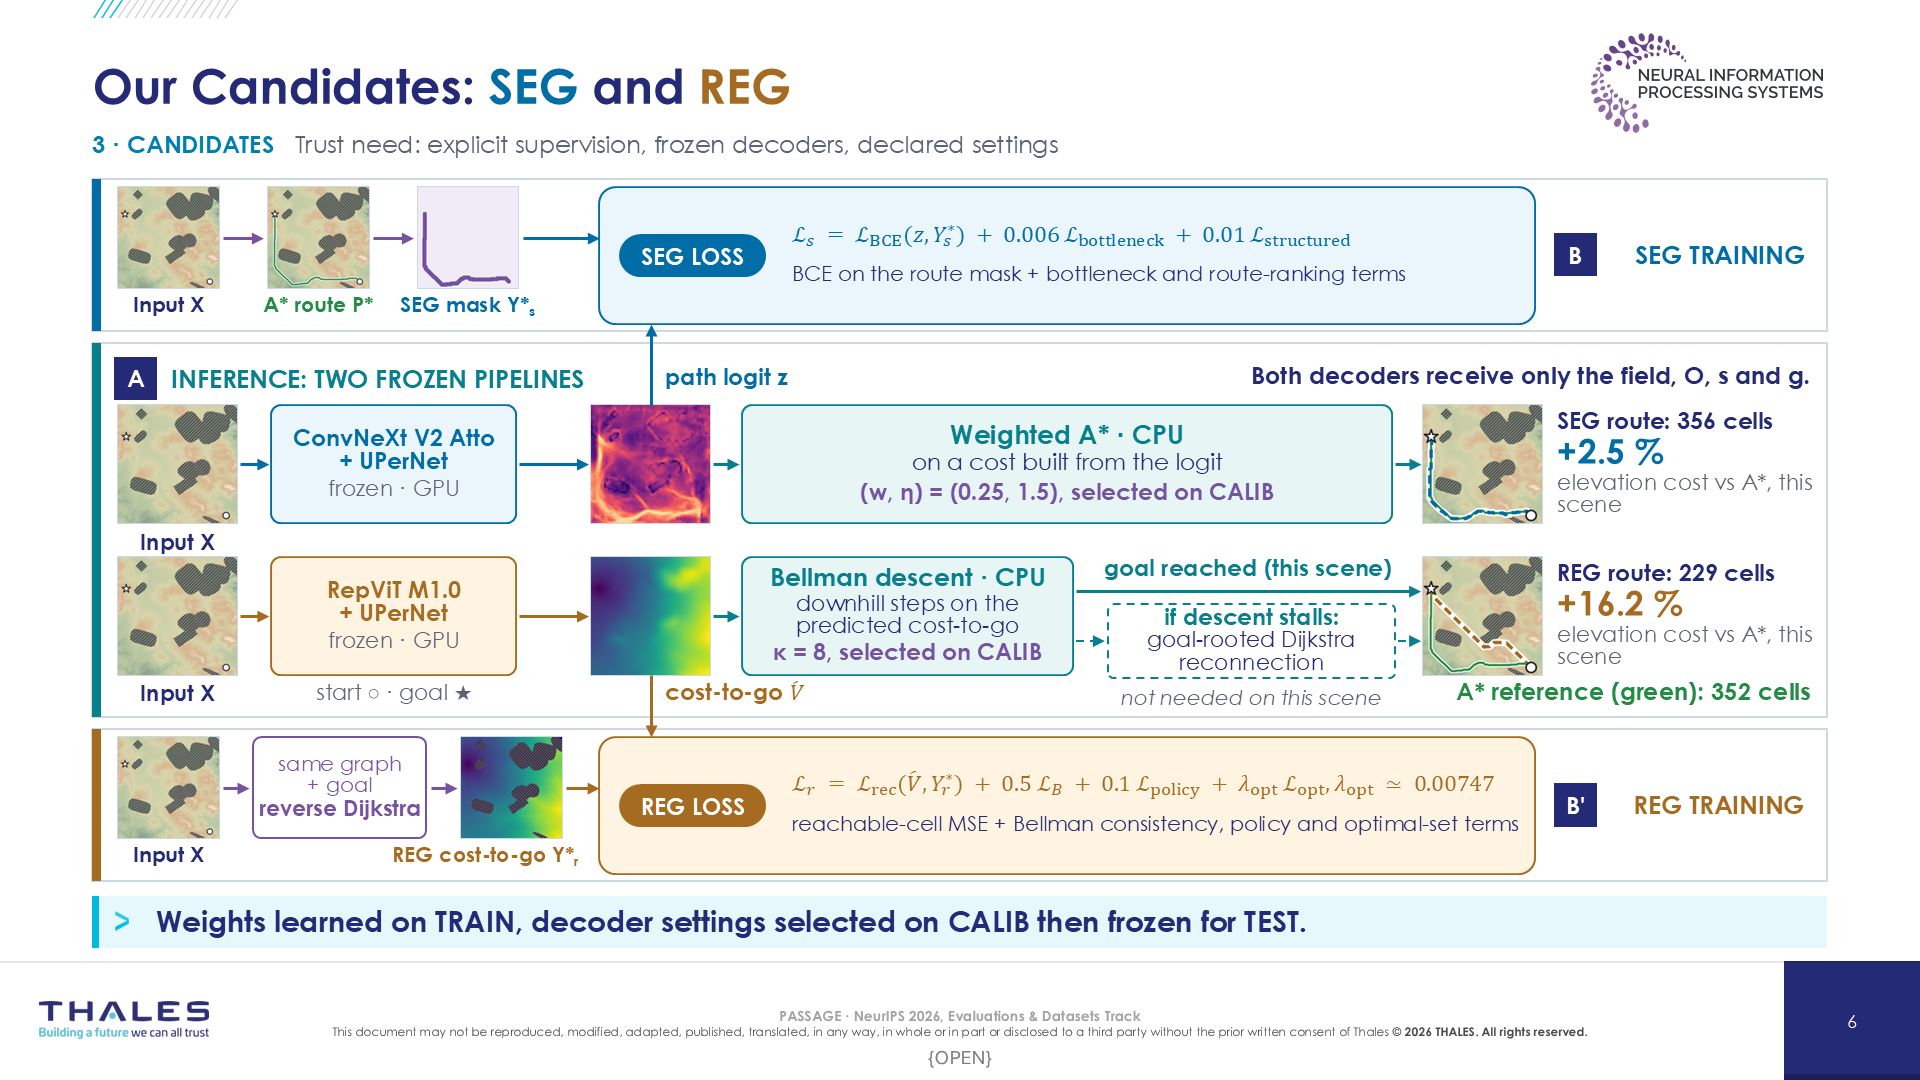 Our Candidates: SEG and REG
NEURAL INFORMATION
PROCESSING SYSTEMS
3 · CANDIDATES Trust need: explicit supervision, frozen decoders, declared settings
Input X
A* route P*
SEG mask Y*s
SEG LOSS
ℒs = ℒBCE(z, Ys*) + 0.006 ℒbottleneck + 0.01 ℒstructured
BCE on the route mask + bottleneck and route-ranking terms
B
SEG TRAINING
A
INFERENCE: TWO FROZEN PIPELINES
path logit z
Both decoders receive only the field, O, s and g.
Input X
ConvNeXt V2 Atto
+ UPerNet
frozen · GPU
Weighted A* · CPU
on a cost built from the logit
(w, η) = (0.25, 1.5), selected on CALIB
SEG route: 356 cells
+2.5 %
elevation cost vs A*, this
scene
Input X
RepViT M1.0
+ UPerNet
frozen · GPU
start ○ · goal ★
cost-to-go V̂
Bellman descent · CPU
downhill steps on the
predicted cost-to-go
κ = 8, selected on CALIB
goal reached (this scene)
if descent stalls:
goal-rooted Dijkstra
reconnection
not needed on this scene
REG route: 229 cells
+16.2 %
elevation cost vs A*, this
scene
A* reference (green): 352 cells
Input X
same graph
+ goal
reverse Dijkstra
REG cost-to-go Y*r
REG LOSS
ℒr = ℒrec(V̂, Yr*) + 0.5 ℒB + 0.1 ℒpolicy + λopt ℒopt, λopt ≃ 0.00747
reachable-cell MSE + Bellman consistency, policy and optimal-set terms
B'
REG TRAINING
> Weights learned on TRAIN, decoder settings selected on CALIB then frozen for TEST.
THALES
Building a future we can all trust
PASSAGE · NeurIPS 2026, Evaluations & Datasets Track
This document may not be reproduced, modified, adapted, published, translated, in any way, in whole or in part or disclosed to a third party without the prior written consent of Thales © 2026 THALES. All rights reserved.
{OPEN}
6